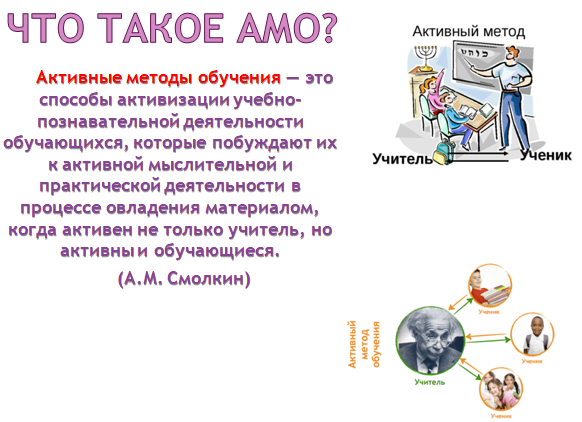 ЧТО ТАКОЕ АМО?
Активные методы обучения — это
способы активизации учебно-
познавательной деятельности
обучающихся, которые побуждают их
к активной мыслительной и
практической деятельности в
процессе овладения материалом,
когда активен не только учитель, но
активны и обучающиеся.
(А.М. Смолкин)
Активный метод
Учитель
Ученик
Активный
метод
обучения
Учитель
Ученик
Ученик
Ученик